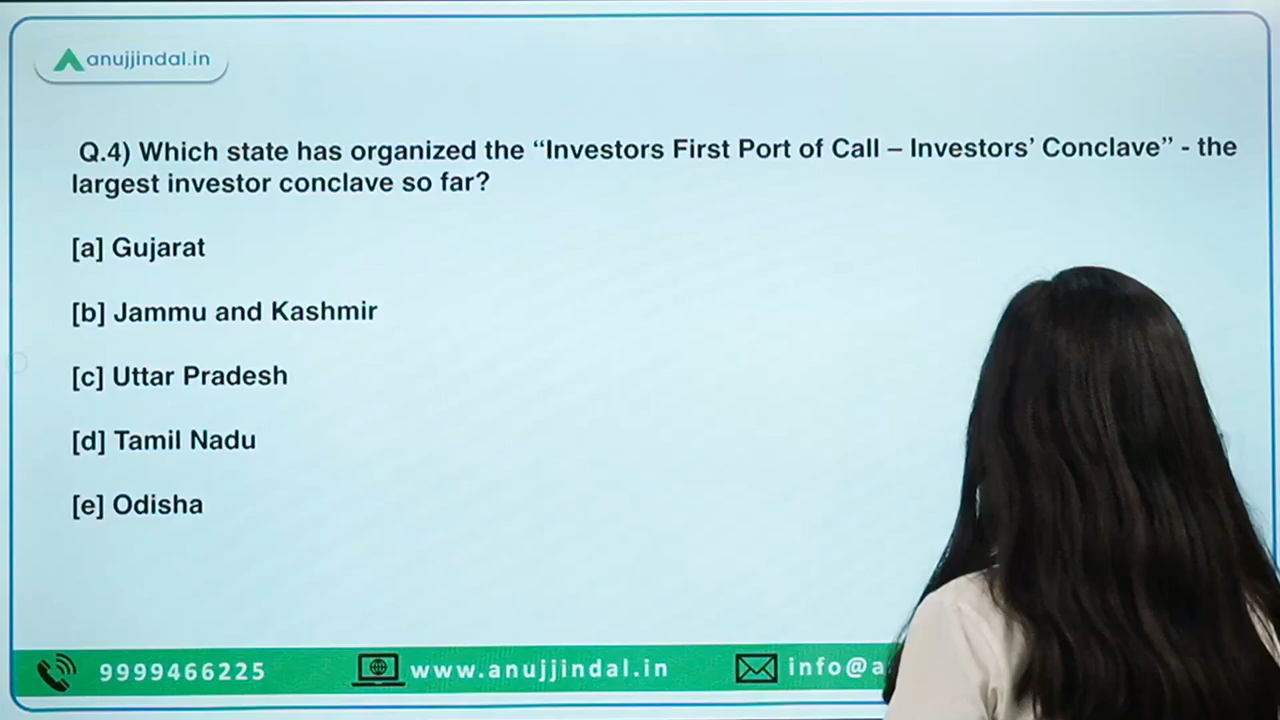 anujjindal.in
Q.4) Which state has organized the “Investors First Port of Call – Investors’ Conclave” - the
largest investor conclave so far?
[a] Gujarat
[b] Jammu and Kashmir
[c] Uttar Pradesh
[d] Tamil Nadu
[e] Odisha
9999466225 www.anujjindal.in info@a